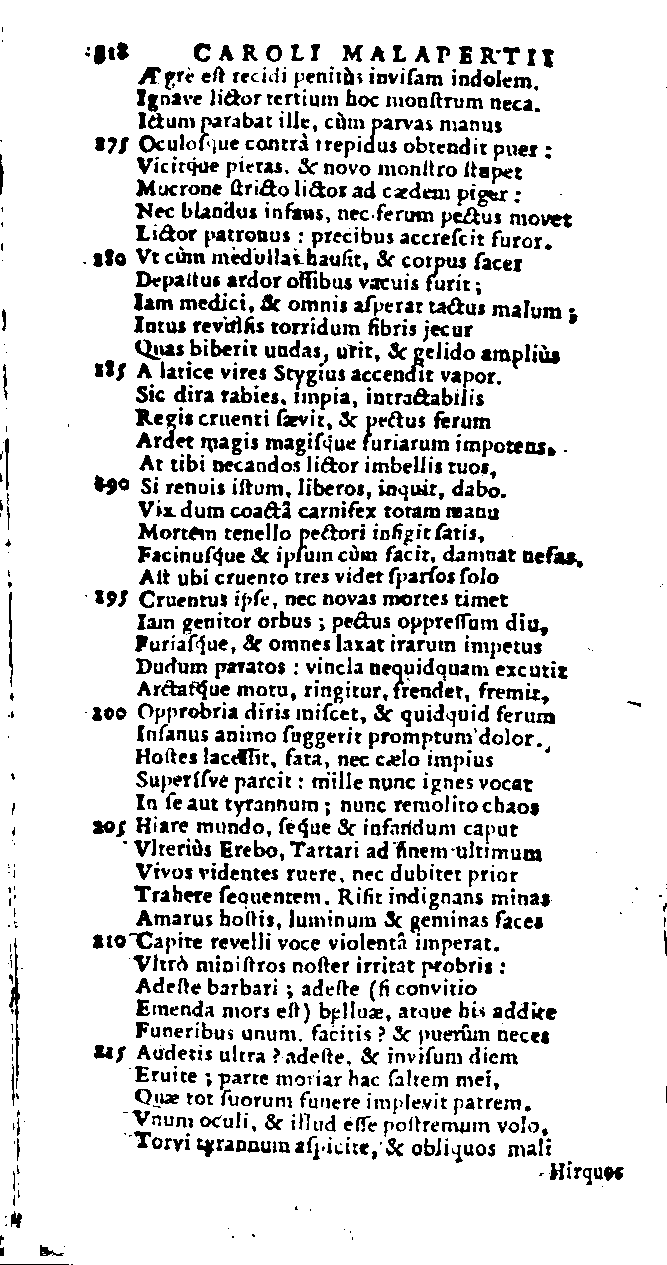 218 CAROLI MALAPERTII
Ægrè eſt recidi penitùs inviſam indolem.
Ignave lictor tertium hoc monſtrum neca.
Ictum parabat ille, cùm parvas manus
875 Oculoſque contrà trepidus obtendit puer :
Vicitque pietas. & novo monſtro ſtupet
Mucrone ſtricto lictor ad cædem piger :
Nec blandus infans, nec ferum pectus movet
Lictor patronus : precibus accreſcit furor.
880 Vt cùm medullas hauſit, & corpus ſacer
Depaſtus ardor oſſibus vacuis furit ;
Iam medici, & omnis aſperat tactus malum ;
Intus revulſis torridum fibris jecur
Quas biberit undas, urit, & gelido ampliùs
885 A latice vires Stygius accendit vapor.
Sic dira rabies, impia, intractabilis
Regis cruenti ſævit, & pectus ferum
Ardet magis magiſque furiarum impotens.
At tibi necandos lictor imbellis tuos,
890 Si renuis iſtum, liberos, inquit, dabo.
Vix dum coactâ carnifex totam manu
Mortem tenello pectori infigit ſatis,
Facinuſque & ipſum cùm facit, damnat nefas,
Aſt ubi cruento tres videt ſparſos ſolo
895 Cruentus ipſe, nec novas mortes timet
Iam genitor orbus ; pectus oppreſſum diu,
Furiaſque, & omnes laxat irarum impetus
Dudum paratos : vincla nequidquam excutit
Arctatque motu, ringitur, frendet, fremit,
200 Opprobria diris miſcet, & quidquid ferum
Inſanus animo ſuggerit promptum dolor.
Hoſtes laceſſit, fata, nec cælo impius
Superiſve parcit : mille nunc ignes vocat
In ſe aut tyrannum ; nunc remolito chaos
205 Hiare mundo, ſeque & infandum caput
Vlteriùs Erebo, Tartari ad finem ultimum
Vivos videntes ruere, nec dubitet prior
Trahere ſequentem. Riſit indignans minas
Amarus hoſtis, luminum & geminas faces
210 Capite revelli voce violentâ imperat.
Vltrò miniſtros noſter irritat probris :
Adeſte barbari ; adeſte (ſi convitio
Emenda mors eſt) belluæ, atque his addite
Funeribus unum. facitis ? & puerûm neces
215 Audetis ultra ? adeſte, & inviſum diem
Eruite ; parte moriar hac ſaltem mei,
Quæ tot ſuorum funere implevit patrem.
Vnum oculi, & illud eſſe poſtremum volo,
Torvi tyrannum aſpicite, & obliquos mali
Hirquos